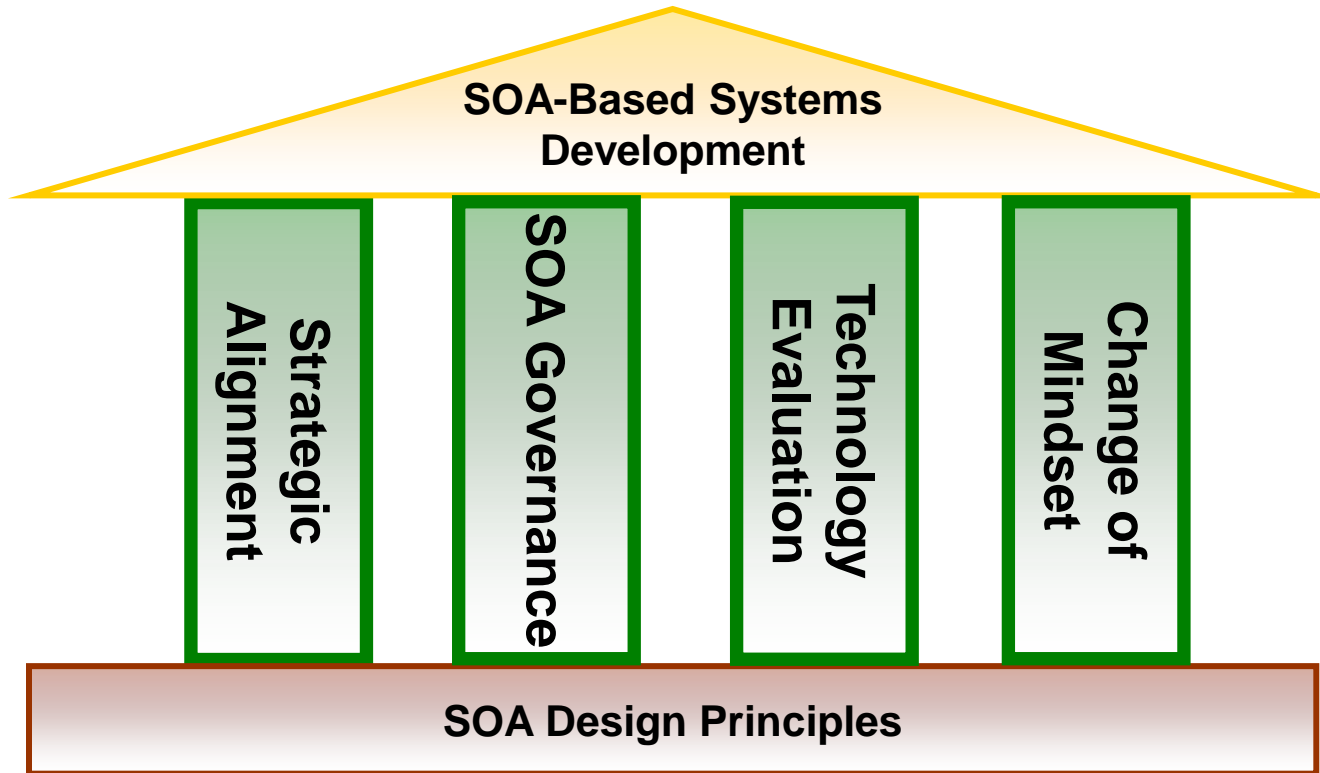 SOA-Based Systems
Development
Strategic
Alignment
SOA Governance
Technology
Evaluation
Change of
Mindset
SOA Design Principles